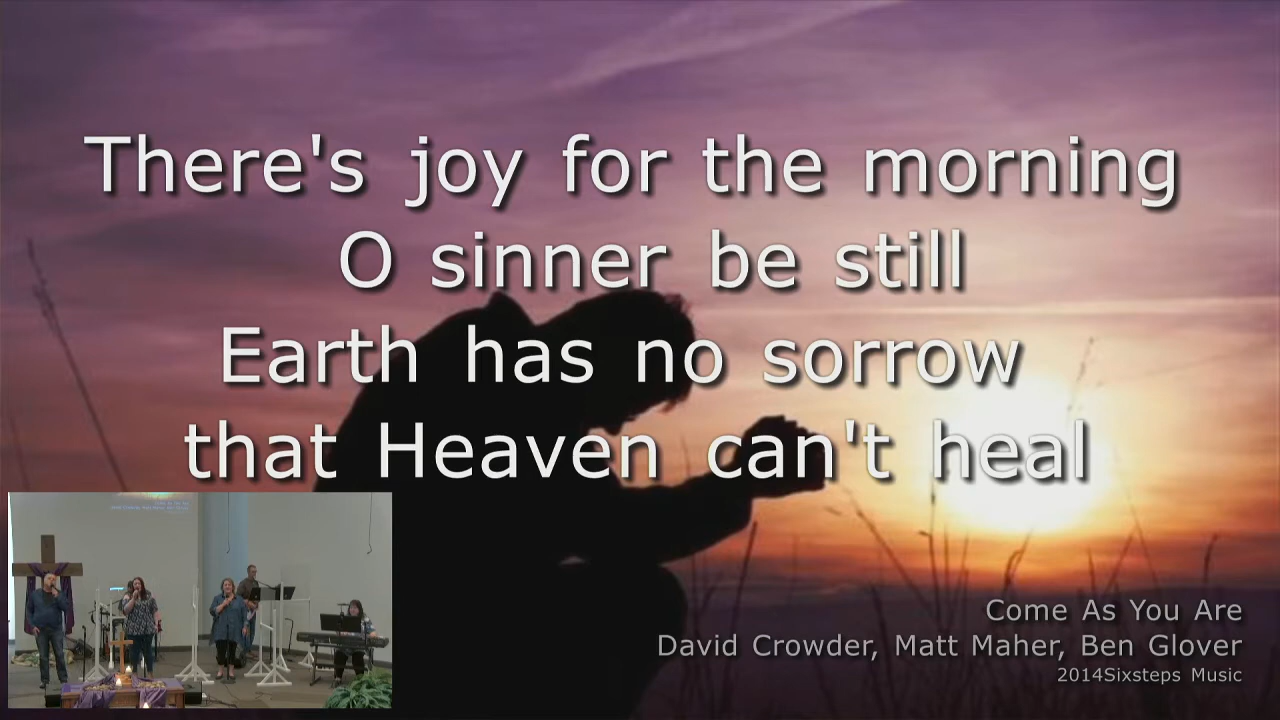 There's joy for the morning
O sinner be still
Earth has no sorrow
that Heaven can't heal
Come As You Are
David Crowder, Matt Maher, Ben Glover
2014Sixsteps Music